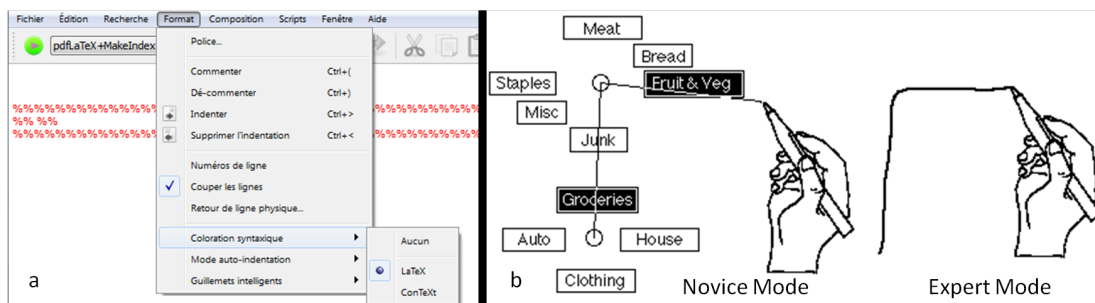 Fichier Édition Recherche Format Composition Scripts Fenêtre Aide
pdfLaTeX+MakeIndex
Police...
Commenter Ctrl+(
Dé-commenter Ctrl+)
Indenter Ctrl+>
Supprimer l'indentation Ctrl+<
Numéros de ligne
Couper les lignes
Retour de ligne physique...
Coloration syntaxique
Mode auto-indentation
Guillemets intelligents
Aucun
LaTeX
ConTeXt
a
Meat
Bread
Staples
Fruit & Veg
Misc
Junk
Groceries
Auto
House
Clothing
b
Novice Mode
Expert Mode